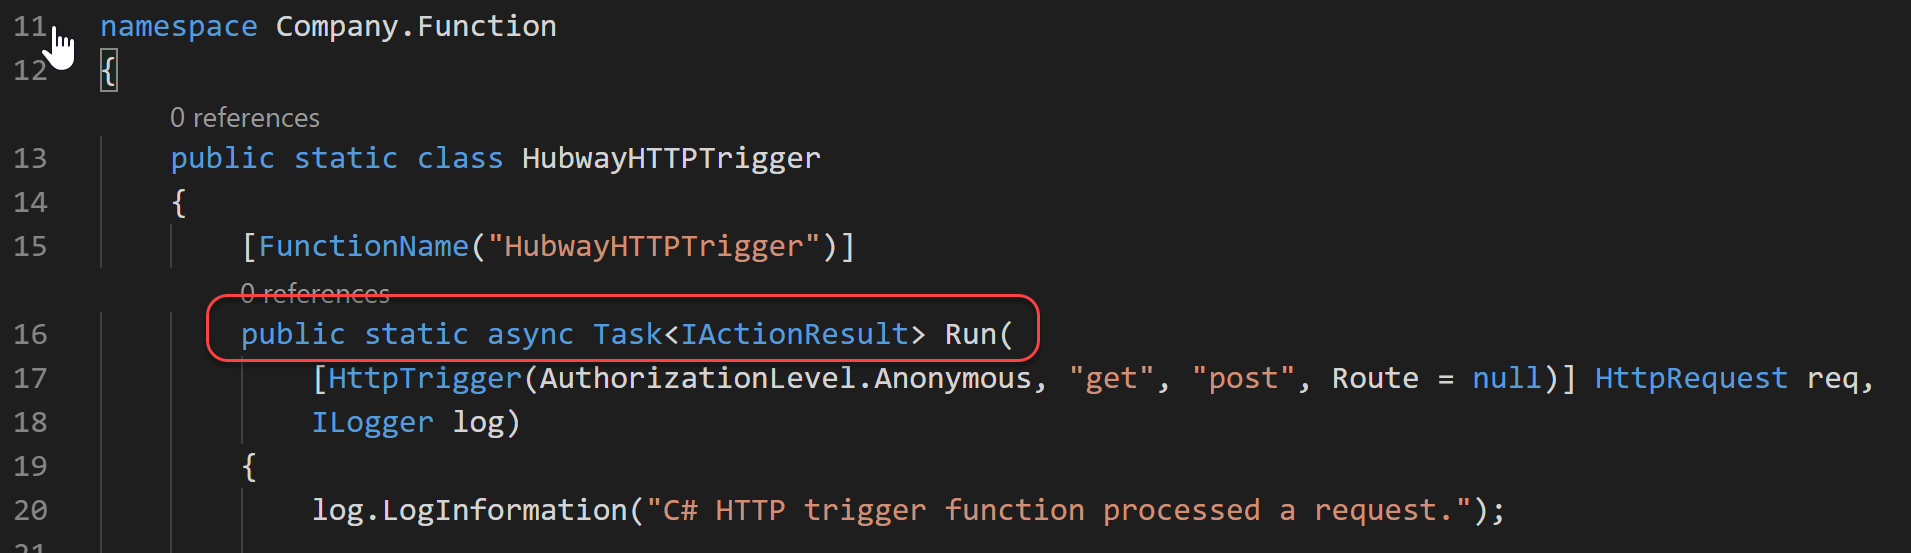 11 namespace Company.Function
12 {
0 references
13 public static class HubwayHTTPTrigger
14 {
15 [FunctionName("HubwayHTTPTrigger")]
0 references
16 public static async Task<IActionResult> Run(
17 [HttpTrigger(AuthorizationLevel.Anonymous, "get", "post", Route = null)] HttpRequest req,
18 ILogger log)
19 {
20 log.LogInformation("C# HTTP trigger function processed a request.");
21